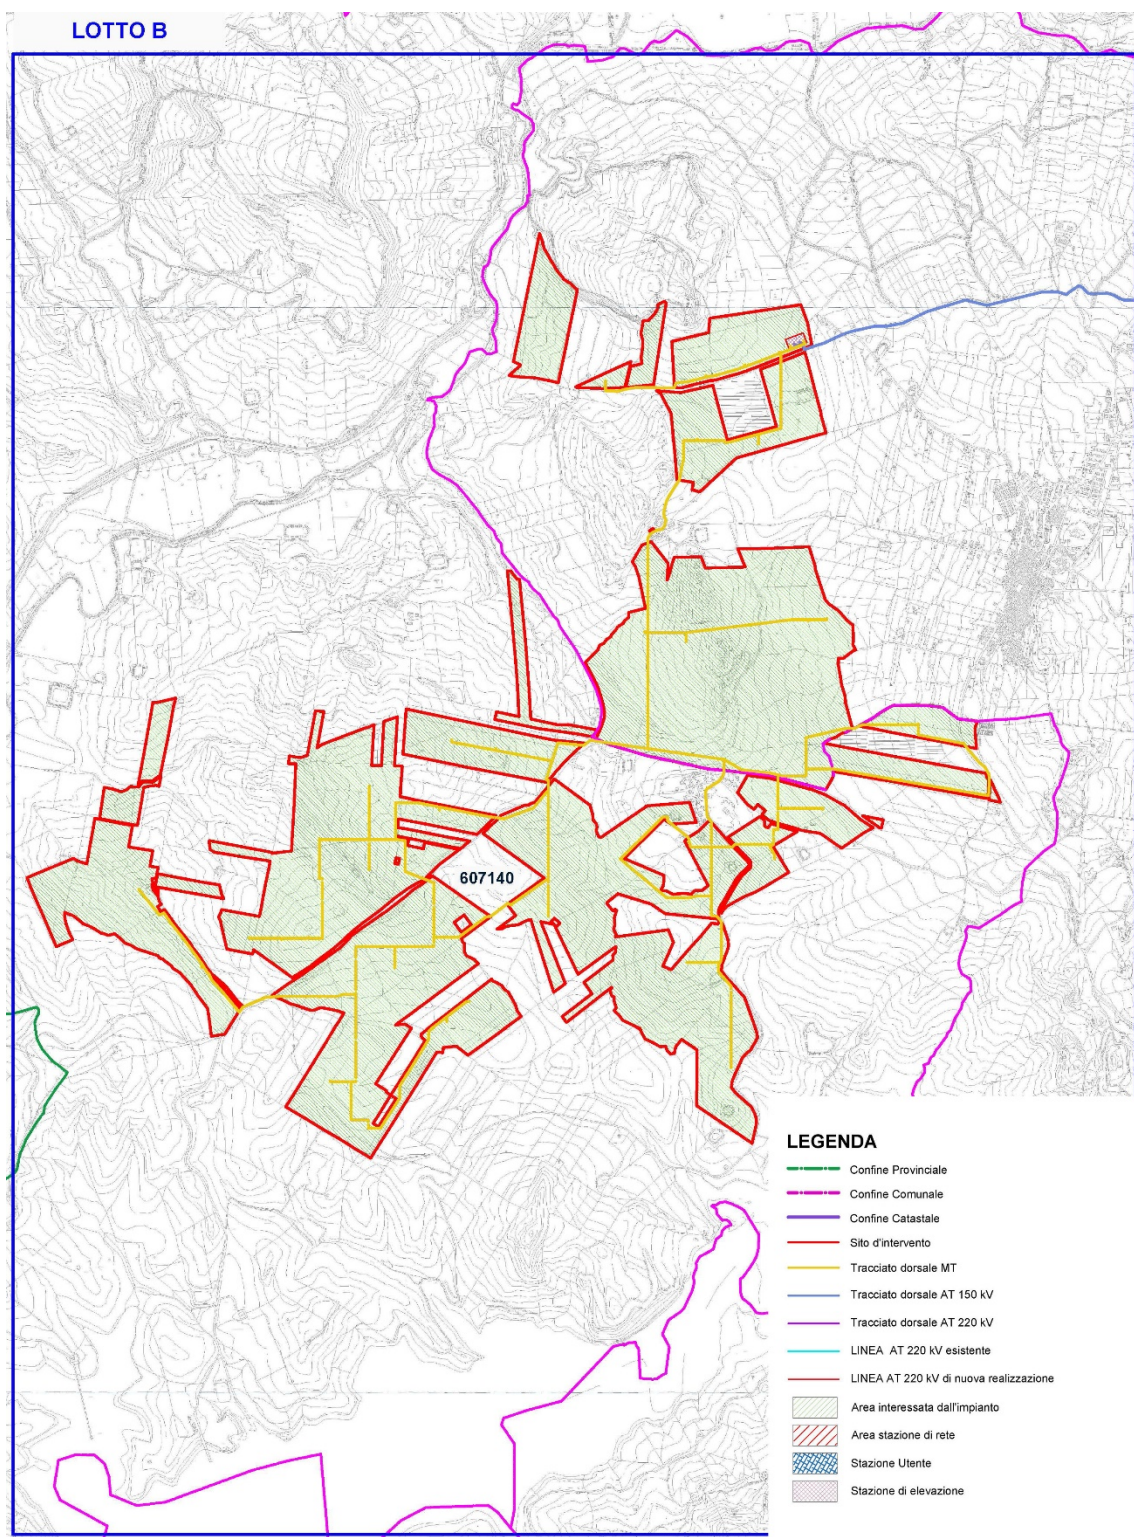 LOTTO B
607140
LEGENDA
Confine Provinciale
Confine Comunale
Confine Catastale
Sito d'intervento
Tracciato dorsale MT
Tracciato dorsale AT 150 kV
Tracciato dorsale AT 220 kV
LINEA AT 220 kV esistente
LINEA AT 220 kV di nuova realizzazione
Area interessata dall'impianto
Area stazione di rete
Stazione Utente
Stazione di elevazione